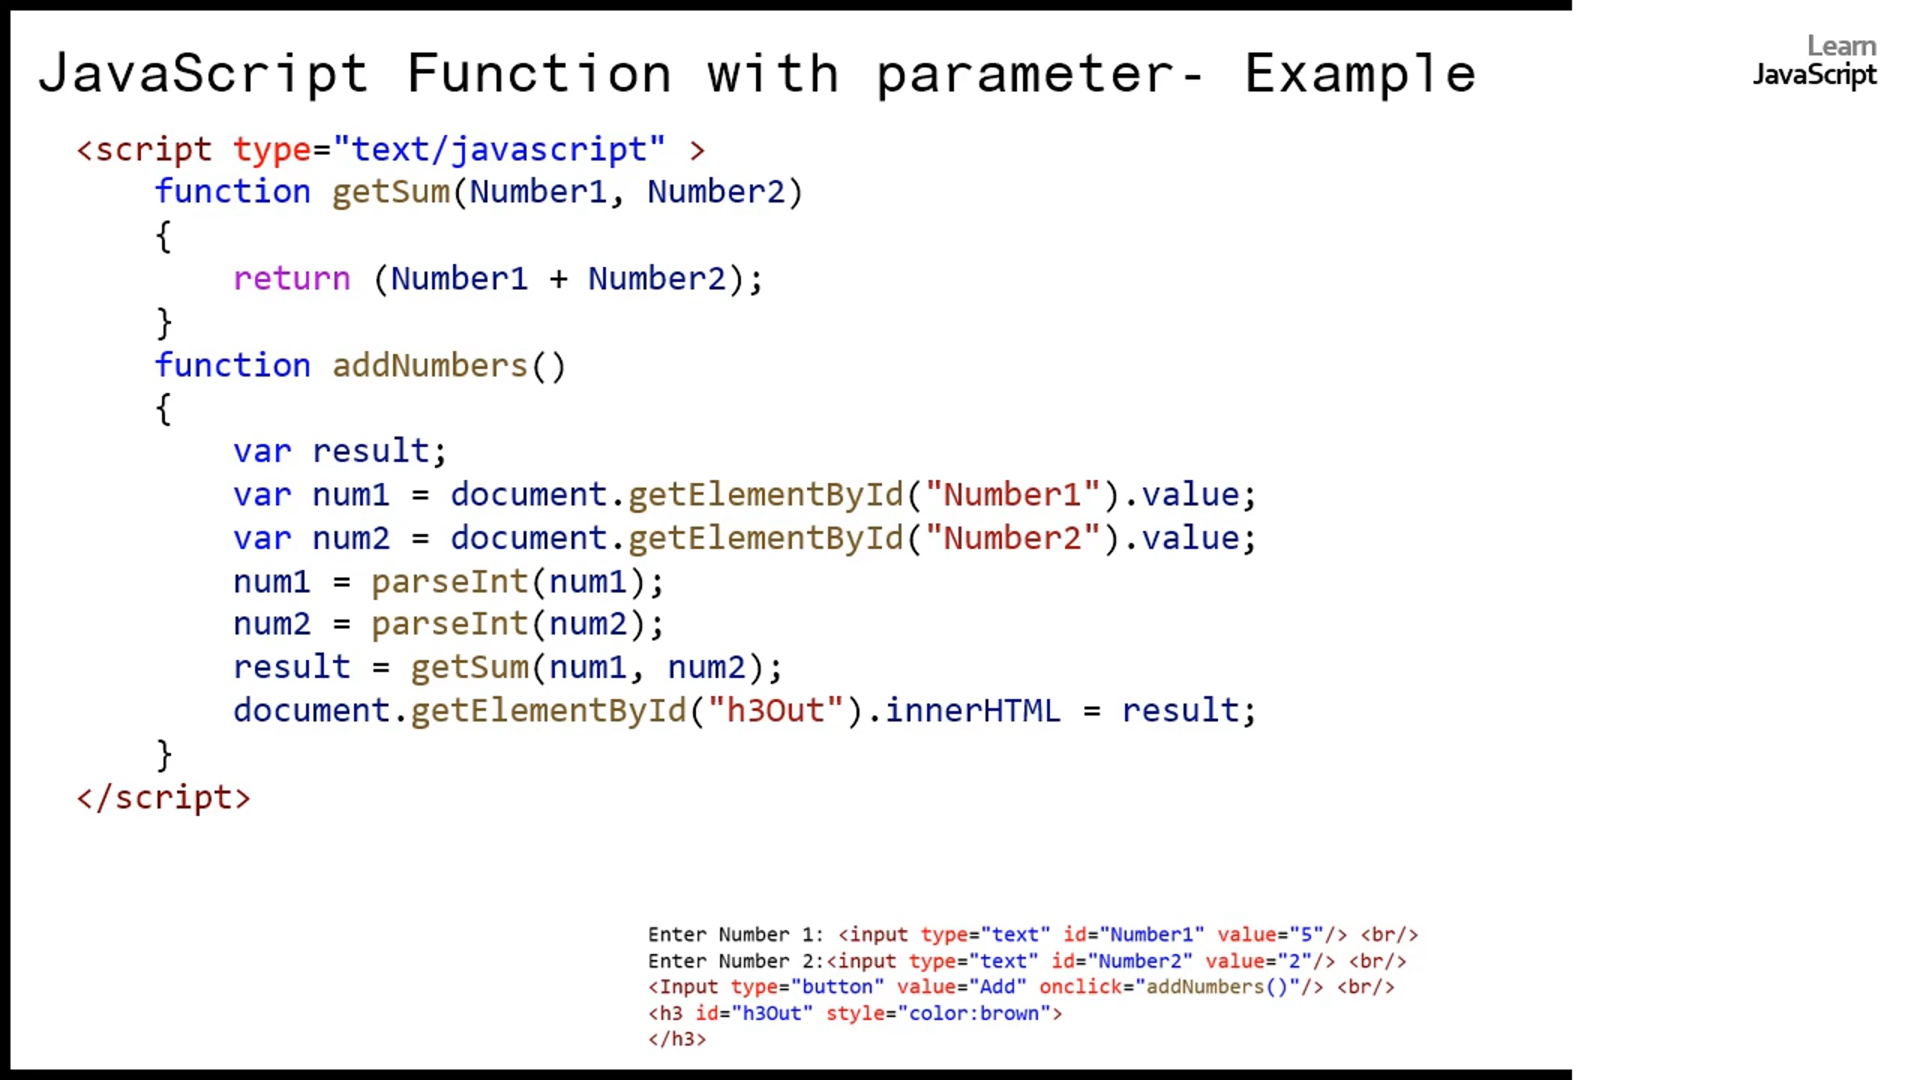 JavaScript Function with parameter- Example
Learn
JavaScript
<script type="text/javascript" >
function getSum(Number1, Number2)
{
return (Number1 + Number2);
}
function addNumbers()
{
var result;
var num1 = document.getElementById("Number1").value;
var num2 = document.getElementById("Number2").value;
num1 = parseInt(num1);
num2 = parseInt(num2);
result = getSum(num1, num2);
document.getElementById("h3Out").innerHTML = result;
}
</script>
Enter Number 1: <input type="text" id="Number1" value="5"/> <br/>
Enter Number 2:<input type="text" id="Number2" value="2"/> <br/>
<Input type="button" value="Add" onclick="addNumbers()"/> <br/>
<h3 id="h3Out" style="color:brown">
</h3>